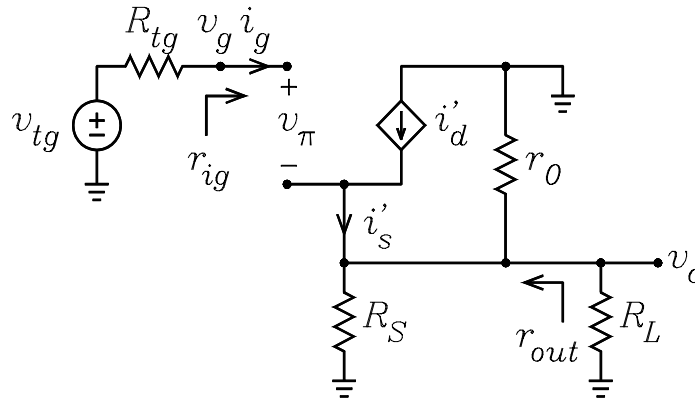 R_tg
v_g i_g
v_tg
+
−
r_ig
+
v_π
−
i'_d
r_0
i'_s
R_S
r_out
R_L